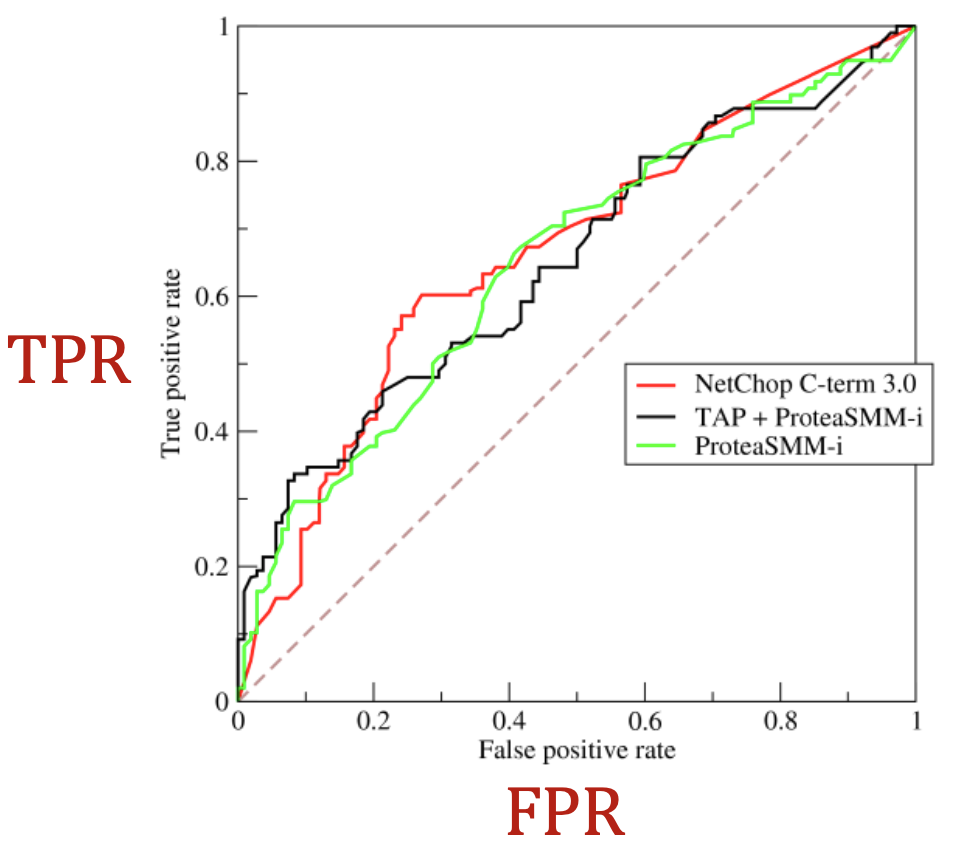 1
0.8
0.6
0.4
0.2
0
TPR
True positive rate
NetChop C-term 3.0
TAP + ProteaSMM-i
ProteaSMM-i
0 0.2 0.4 0.6 0.8 1
False positive rate
FPR